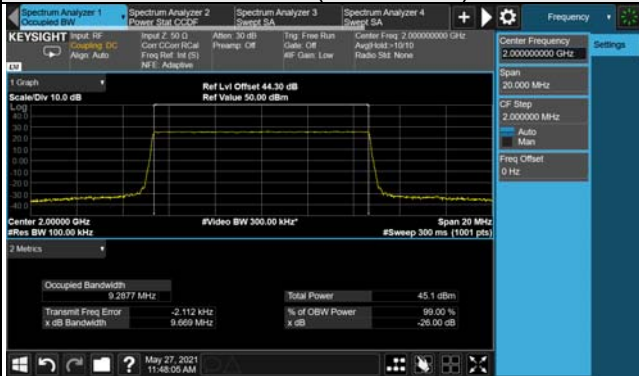 Spectrum Analyzer 1
Occupied BW
Spectrum Analyzer 2
Power Stat CCDF
Spectrum Analyzer 3
Swept SA
Spectrum Analyzer 4
Swept SA
Frequency
KEYSIGHT
Input: RF
Coupling: DC
Align: Auto
Input Z: 50 Ω
Corr CCorr RCal
Freq Ref: Int (S)
NFE: Adaptive
Atten: 30 dB
Preamp: Off
Trig: Free Run
Gate: Off
#IF Gain: Low
Center Freq: 2.000000000 GHz
Avg|Hold:>10/10
Radio Std: None
1 Graph
Scale/Div 10.0 dB
Ref Lvl Offset 44.30 dB
Ref Value 50.00 dBm
Log
40.0
30.0
20.0
10.0
0.00
-10.0
-20.0
-30.0
-40.0
Center 2.00000 GHz
#Res BW 100.00 kHz
#Video BW 300.00 kHz*
Span 20 MHz
#Sweep 300 ms (1001 pts)
2 Metrics
Occupied Bandwidth
9.2877 MHz
Transmit Freq Error
-2.112 kHz
x dB Bandwidth
9.669 MHz
Total Power
45.1 dBm
% of OBW Power
99.00 %
x dB
-26.00 dB
May 27, 2021
11:48:05 AM
Center Frequency
2.000000000 GHz
Settings
Span
20.000 MHz
CF Step
2.000000 MHz
Auto
Man
Freq Offset
0 Hz